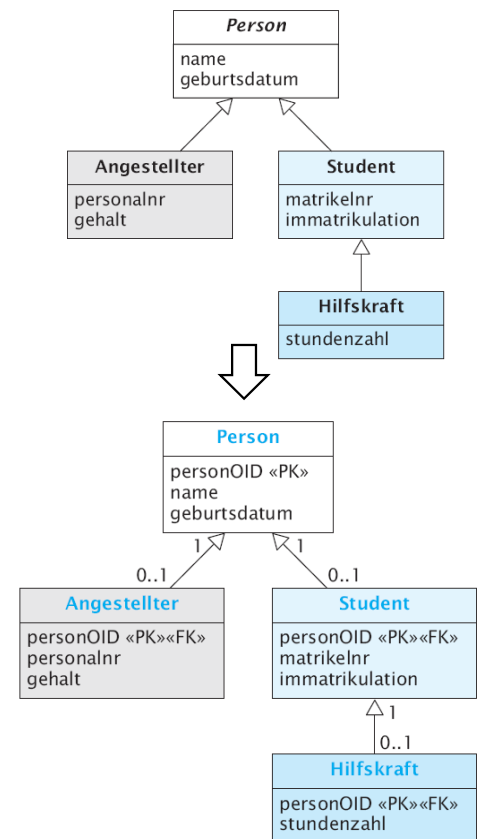 Person
name
geburtsdatum
Angestellter
personalnr
gehalt
Student
matrikelnr
immatrikulation
Hilfskraft
stundenzahl
Person
personOID «PK»
name
geburtsdatum
1
1
0..1
0..1
Angestellter
personOID «PK»«FK»
personalnr
gehalt
Student
personOID «PK»«FK»
matrikelnr
immatrikulation
1
0..1
Hilfskraft
personOID «PK»«FK»
stundenzahl